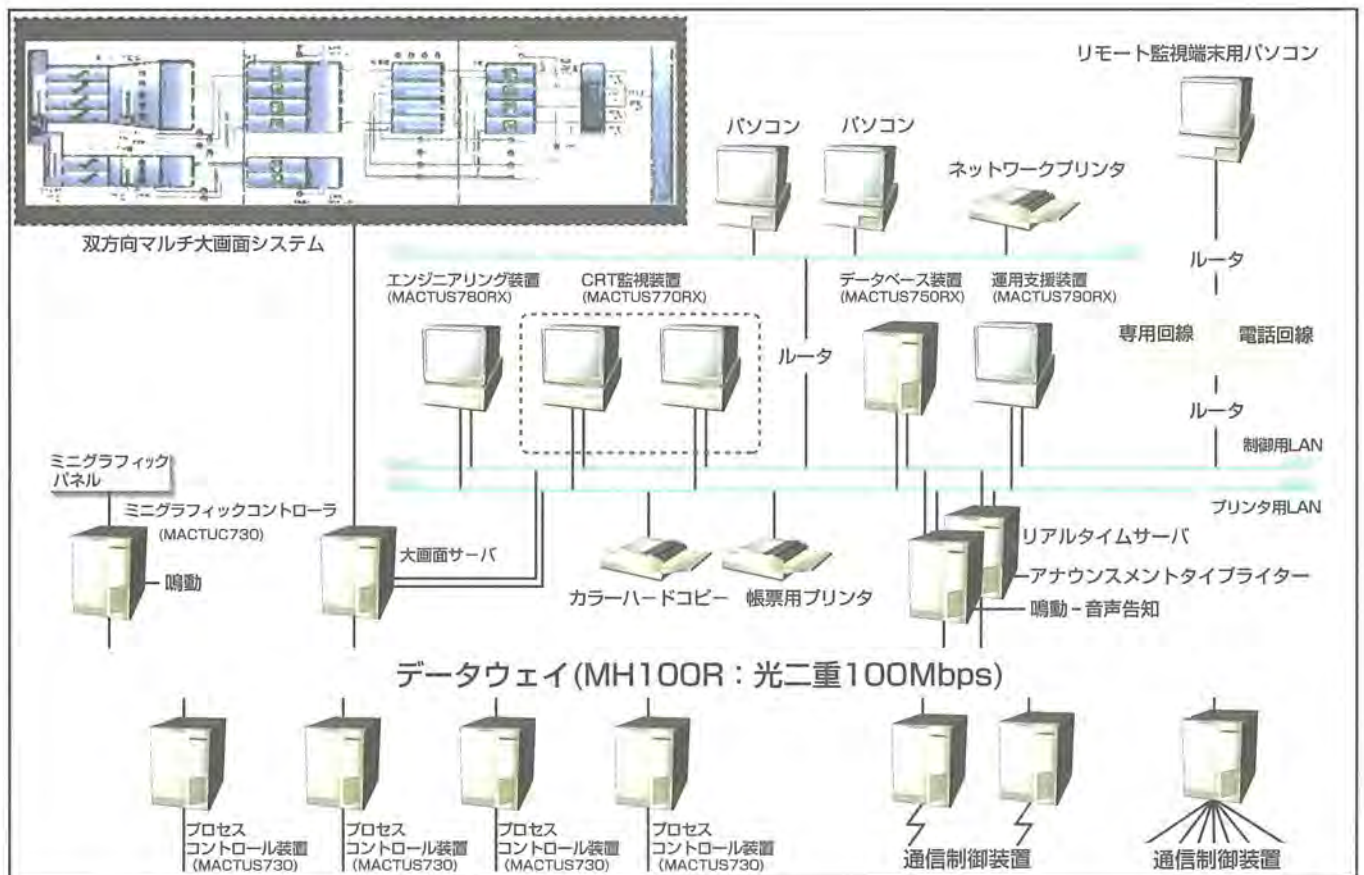 リモート監視端末用パソコン
パソコン
パソコン
ネットワークプリンタ
双方向マルチ大画面システム
ルータ
エンジニアリング装置
(MACTUS780RX)
CRT監視装置
(MACTUS770RX)
データベース装置
(MACTUS750RX)
運用支援装置
(MACTUS790RX)
ルータ
専用回線
電話回線
ルータ
制御用LAN
ミニグラフィック
パネル
プリンタ用LAN
ミニグラフィックコントローラ
(MACTUC730)
大画面サーバ
リアルタイムサーバ
鳴動
アナウンスメントタイプライター
カラーハードコピー
帳票用プリンタ
鳴動-音声告知
データウェイ(MH100R：光二重100Mbps)
プロセス
コントロール装置
(MACTUS730)
プロセス
コントロール装置
(MACTUS730)
プロセス
コントロール装置
(MACTUS730)
プロセス
コントロール装置
(MACTUS730)
通信制御装置
通信制御装置